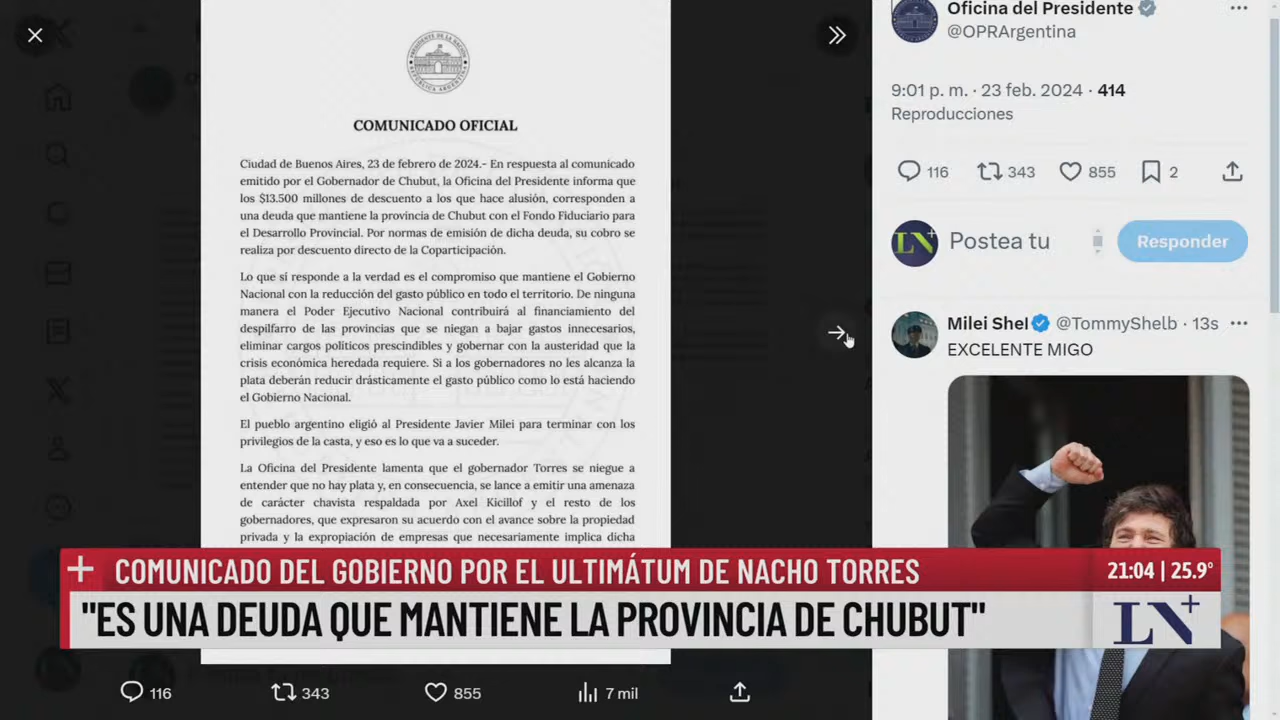 PRESIDENTE DE LA NACIÓN
REPÚBLICA ARGENTINA
COMUNICADO OFICIAL
Ciudad de Buenos Aires, 23 de febrero de 2024.- En respuesta al comunicado
emitido por el Gobernador de Chubut, la Oficina del Presidente informa que
los $13.500 millones de descuento a los que hace alusión, corresponden a
una deuda que mantiene la provincia de Chubut con el Fondo Fiduciario para
el Desarrollo Provincial. Por normas de emisión de dicha deuda, su cobro se
realiza por descuento directo de la Coparticipación.
Lo que sí responde a la verdad es el compromiso que mantiene el Gobierno
Nacional con la reducción del gasto público en todo el territorio. De ninguna
manera el Poder Ejecutivo Nacional contribuirá al financiamiento del
despilfarro de las provincias que se niegan a bajar gastos innecesarios,
eliminar cargos políticos prescindibles y gobernar con la austeridad que la
crisis económica heredada requiere. Si a los gobernadores no les alcanza la
plata deberán reducir drásticamente el gasto público como lo está haciendo
el Gobierno Nacional.
El pueblo argentino eligió al Presidente Javier Milei para terminar con los
privilegios de la casta, y eso es lo que va a suceder.
La Oficina del Presidente lamenta que el gobernador Torres se niegue a
entender que no hay plata y, en consecuencia, se lance a emitir una amenaza
de carácter chavista respaldada por Axel Kicillof y el resto de los
gobernadores, que expresaron su acuerdo con el avance sobre la propiedad
privada y la expropiación de empresas que necesariamente implica dicha
116
343
855
7 mil
Oficina del Presidente
@OPRArgentina
9:01 p. m. · 23 feb. 2024 · 414
Reproducciones
116
343
855
2
LN+
Postea tu
Responder
Milei Shel @TommyShelb · 13s
EXCELENTE MIGO
COMUNICADO DEL GOBIERNO POR EL ULTIMÁTUM DE NACHO TORRES
21:04 | 25.9°
"ES UNA DEUDA QUE MANTIENE LA PROVINCIA DE CHUBUT"
LN+